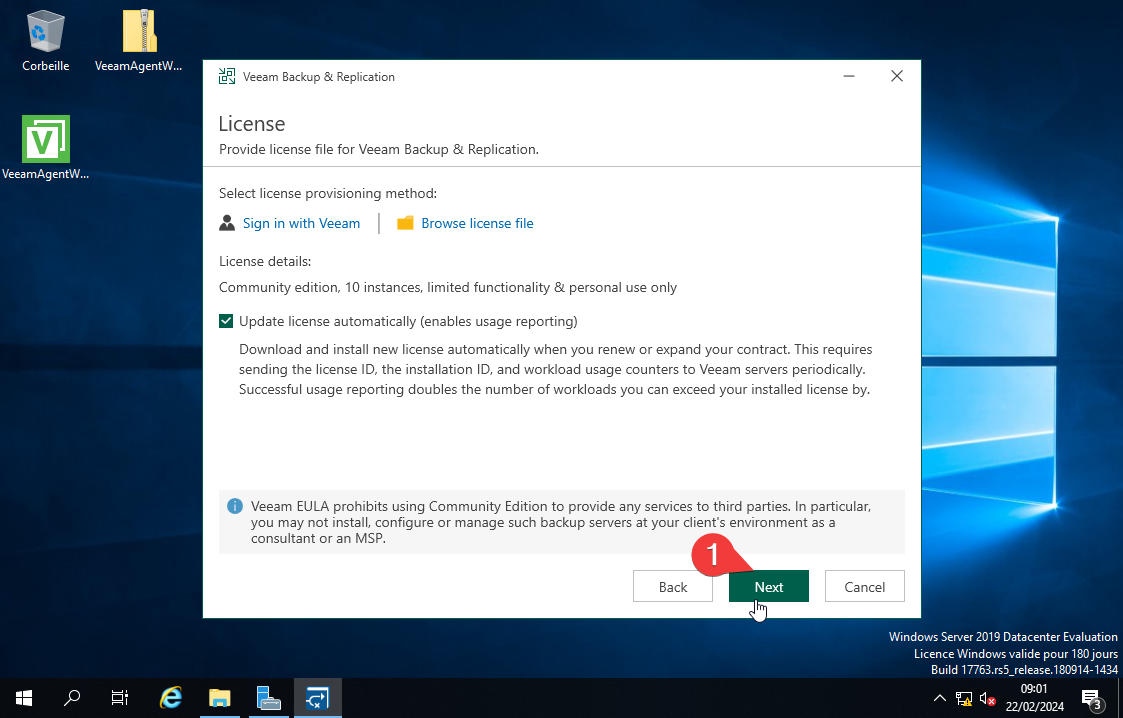 Corbeille
VeeamAgentW...
VeeamAgentW...
Veeam Backup & Replication
License
Provide license file for Veeam Backup & Replication.
Select license provisioning method:
Sign in with Veeam
Browse license file
License details:
Community edition, 10 instances, limited functionality & personal use only
Update license automatically (enables usage reporting)
Download and install new license automatically when you renew or expand your contract. This requires
sending the license ID, the installation ID, and workload usage counters to Veeam servers periodically.
Successful usage reporting doubles the number of workloads you can exceed your installed license by.
Veeam EULA prohibits using Community Edition to provide any services to third parties. In particular,
you may not install, configure or manage such backup servers at your client's environment as a
consultant or an MSP.
1
Back
Next
Cancel
Windows Server 2019 Datacenter Evaluation
Licence Windows valide pour 180 jours
Build 17763.rs5_release.180914-1434
09:01
22/02/2024
3